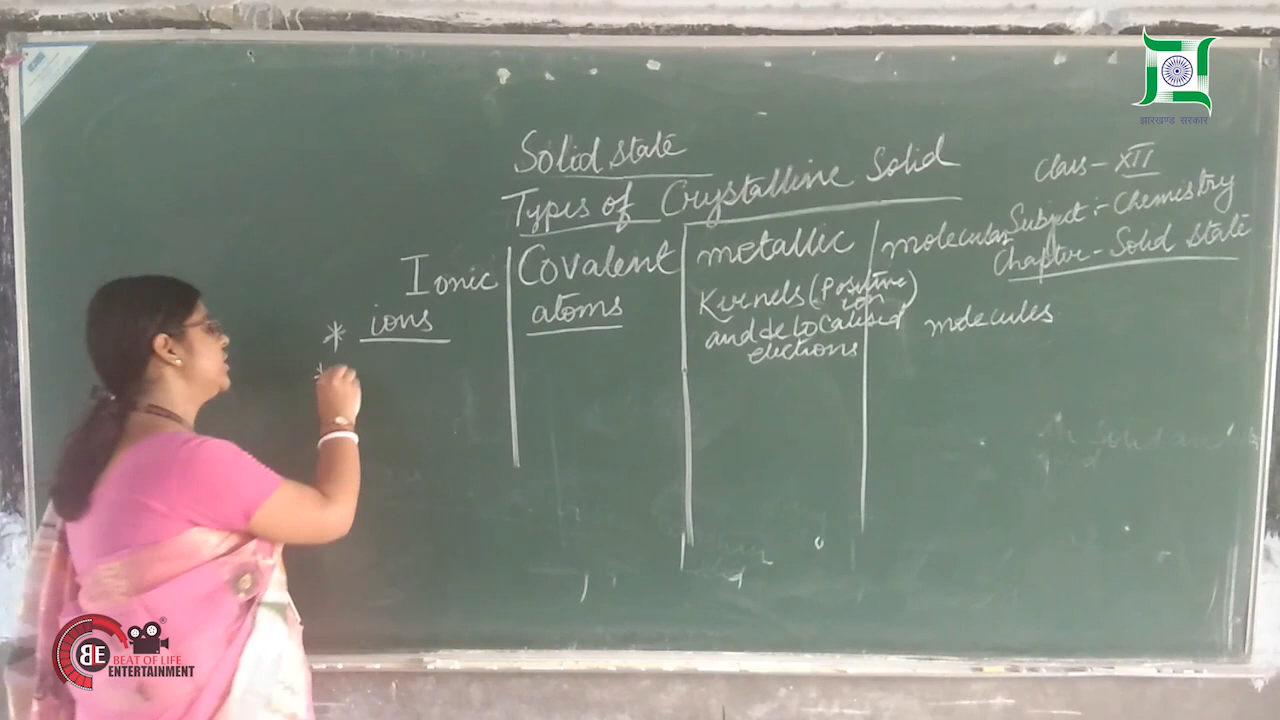 झारखण्ड सरकार
Solid state
Types of Crystalline Solid
Class - XII
Subject :- Chemistry
Chapter - Solid state
Ionic Covalent metallic molecular
* ions
atoms
Kernels (Positive ion)
and delocalised
electrons
molecules
*
BE
BEAT OF LIFE
ENTERTAINMENT